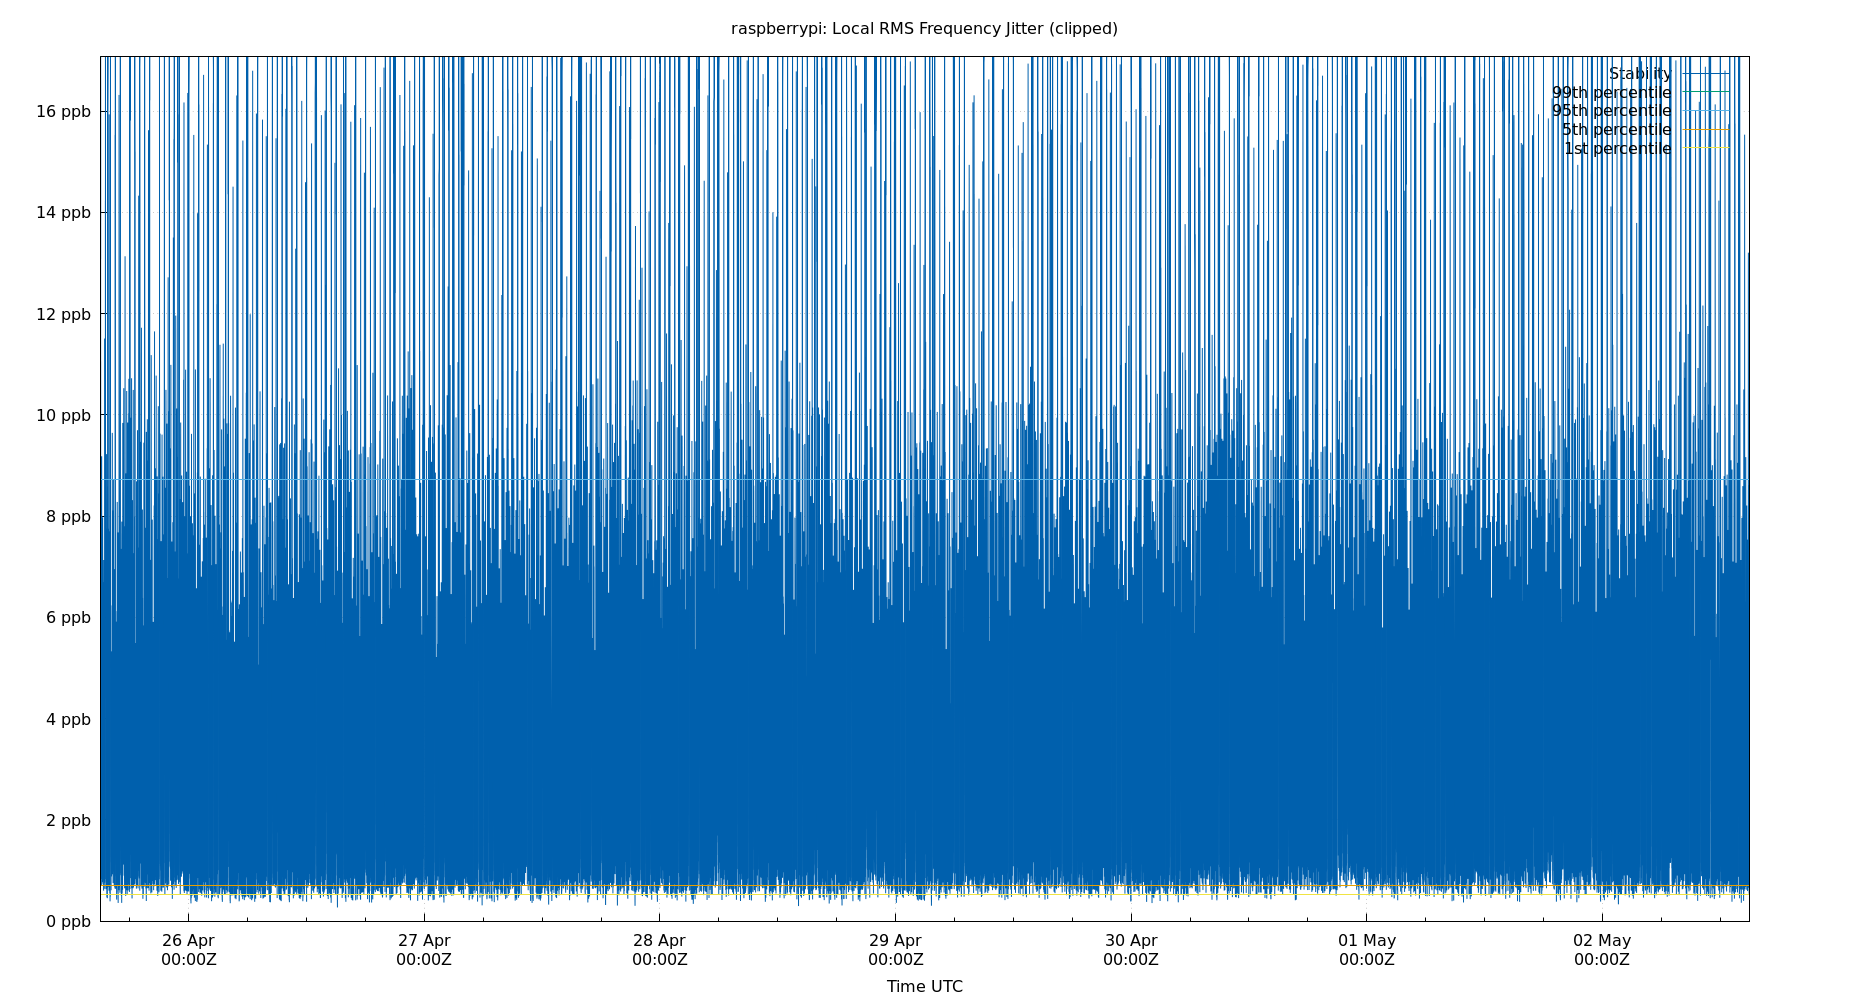 raspberrypi: Local RMS Frequency Jitter (clipped)
Stability
99th percentile
95th percentile
5th percentile
1st percentile
16 ppb
14 ppb
12 ppb
10 ppb
8 ppb
6 ppb
4 ppb
2 ppb
0 ppb
26 Apr 27 Apr 28 Apr 29 Apr 30 Apr 01 May 02 May
00:00Z 00:00Z 00:00Z 00:00Z 00:00Z 00:00Z 00:00Z
Time UTC